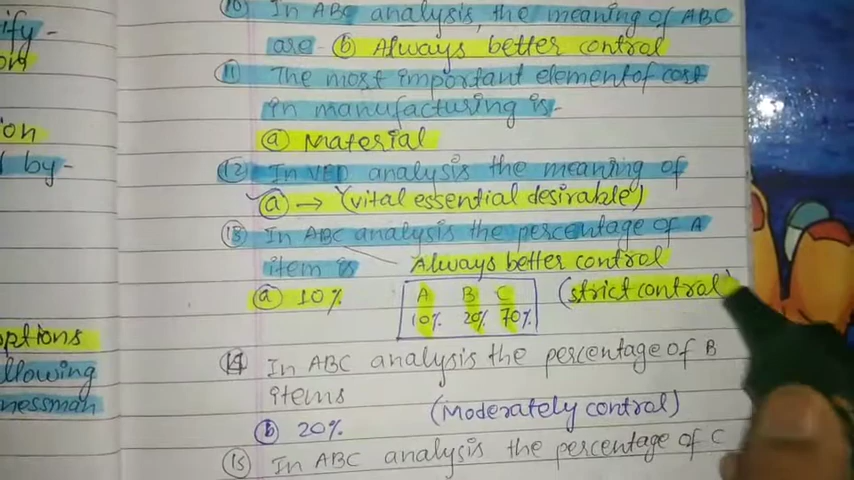 ify-
on
ion
by-
options
llowing
nessman
⑩ In ABC analysis, the meaning of ABC
are - ⓑ Always better control
⑪ The most important element of cost
in manufacturing is-
ⓐ Material
⑫ In VED analysis the meaning of
ⓐ → (vital essential desirable)
⑬ In ABC analysis the percentage of A
item is Always better control
ⓐ 10% A B C (strict control)
10% 20% 70%
⑭ In ABC analysis the percentage of B
items
ⓑ 20% (Moderately control)
⑮ In ABC analysis the percentage of C